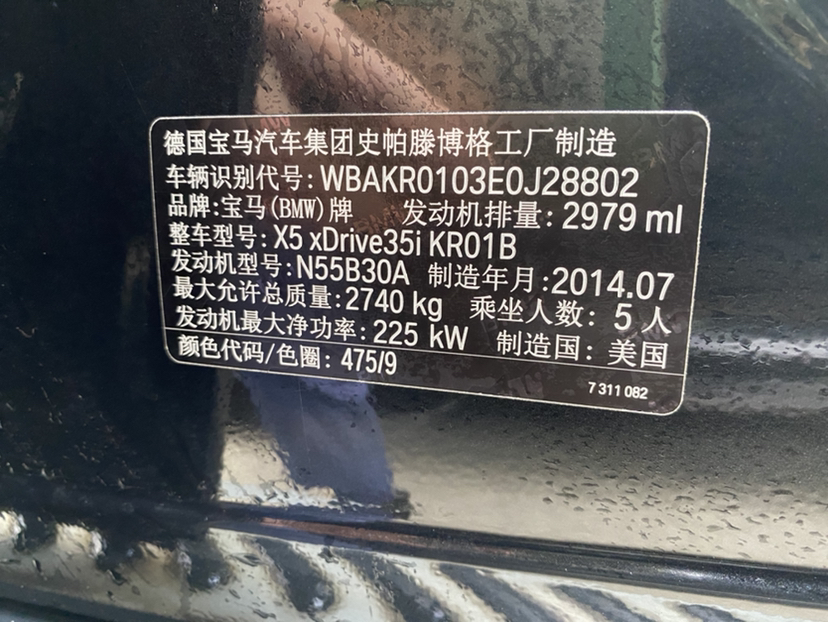 德国宝马汽车集团史帕滕博格工厂制造
车辆识别代号: WBAKR0103E0J28802
品牌: 宝马(BMW)牌 发动机排量: 2979 ml
整车型号: X5 xDrive35i KR01B
发动机型号: N55B30A 制造年月: 2014.07
最大允许总质量: 2740 kg 乘坐人数: 5 人
发动机最大净功率: 225 kW 制造国: 美国
颜色代码/色圈: 475/9
7 311 082